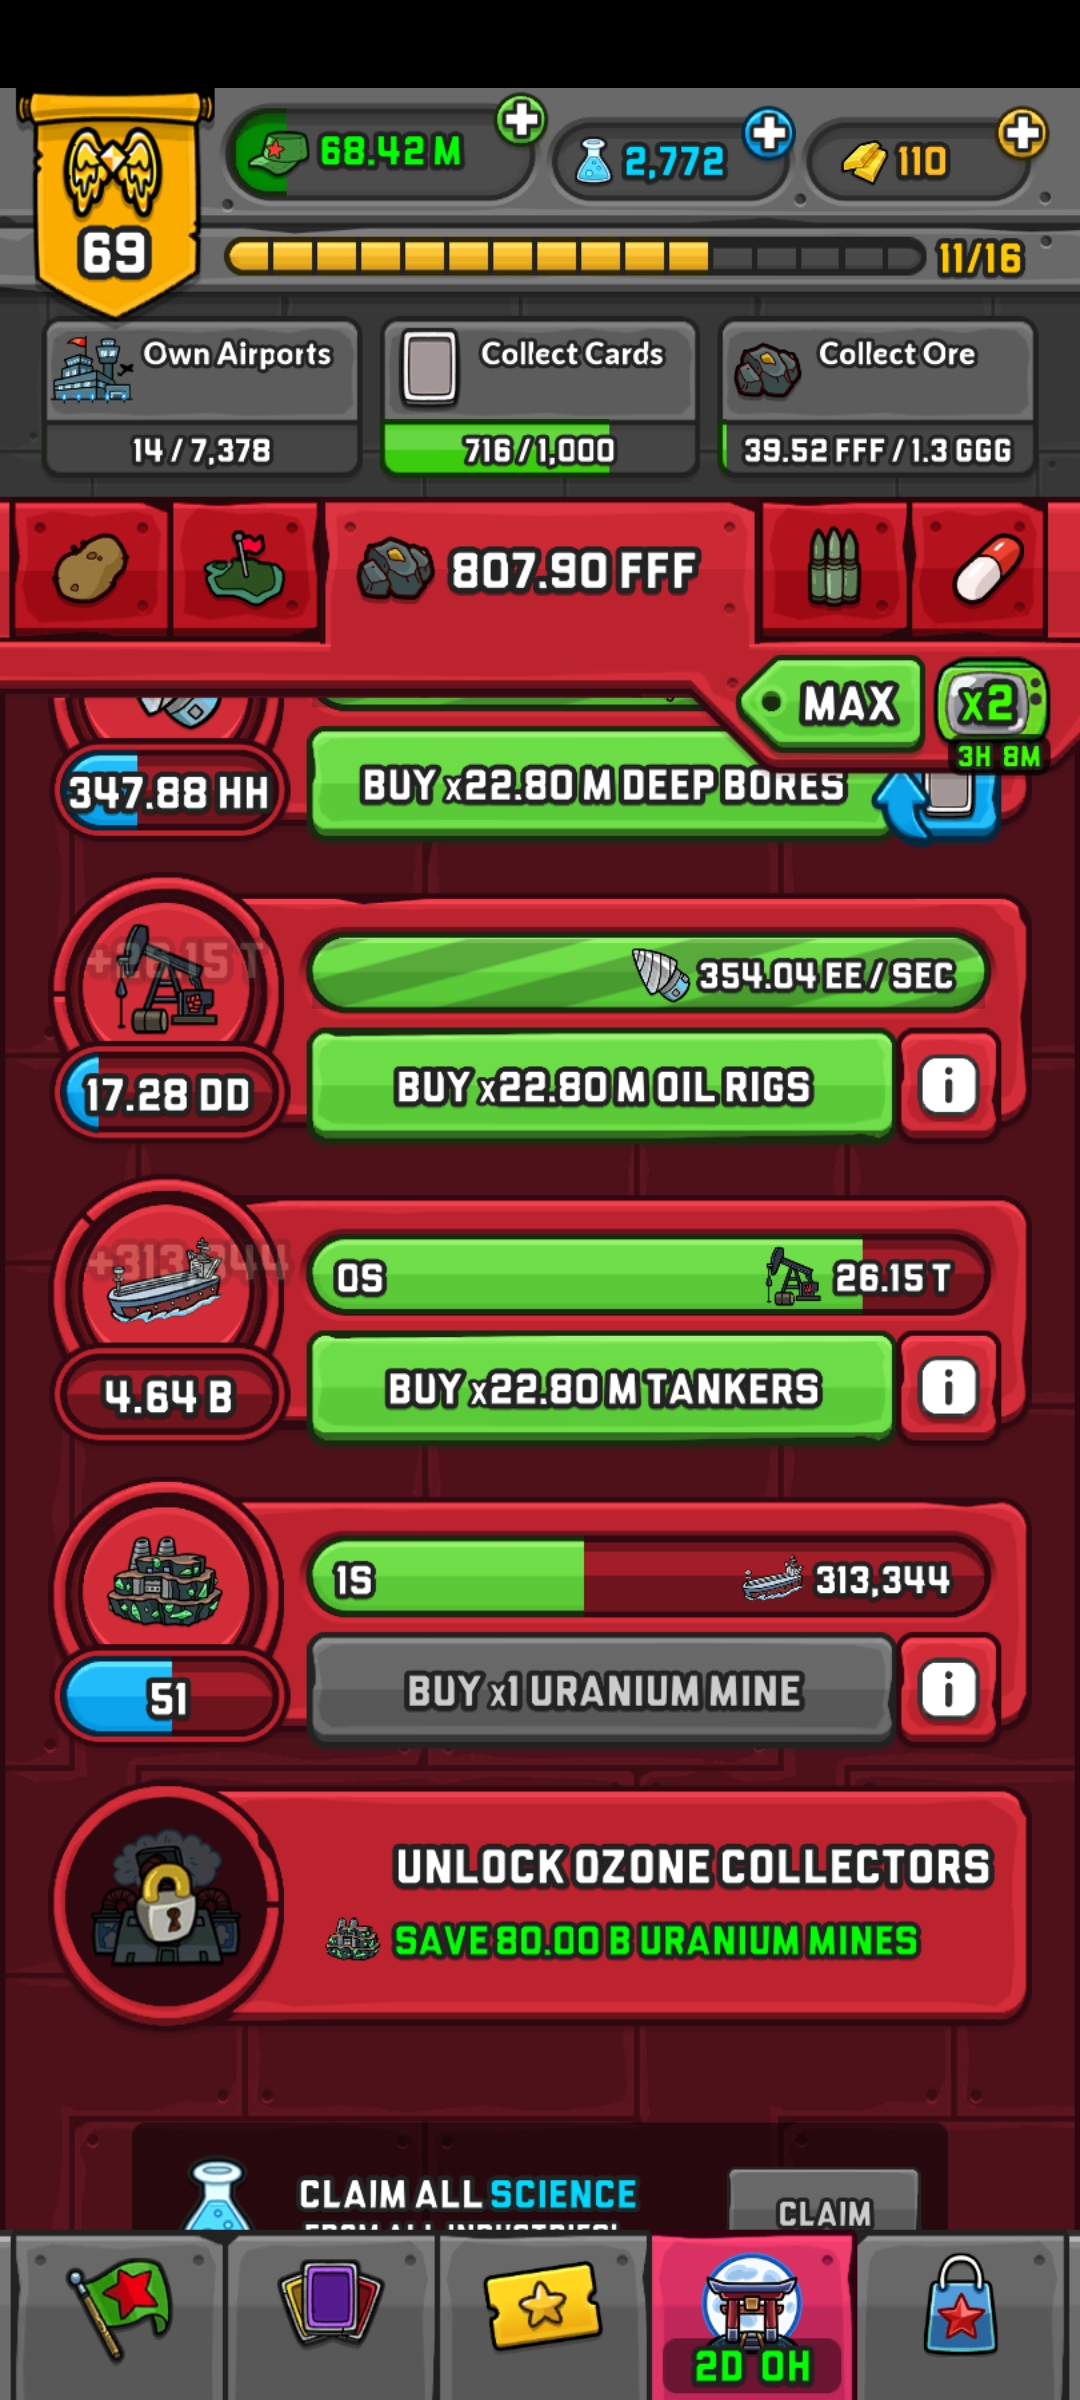 68.42 M
2,772
110
69
11/16
Own Airports
Collect Cards
Collect Ore
14 / 7,378
716 / 1,000
39.52 FFF / 1.3 GGG
807.90 FFF
MAX
x2
3H 8M
347.88 HH
BUY x22.80 M DEEP BORES
354.04 EE / SEC
17.28 DD
BUY x22.80 M OIL RIGS
0S
26.15 T
4.64 B
BUY x22.80 M TANKERS
1S
313,344
51
BUY x1 URANIUM MINE
UNLOCK OZONE COLLECTORS
SAVE 80.00 B URANIUM MINES
CLAIM ALL SCIENCE
FROM ALL INDUSTRIES!
CLAIM
2D 0H